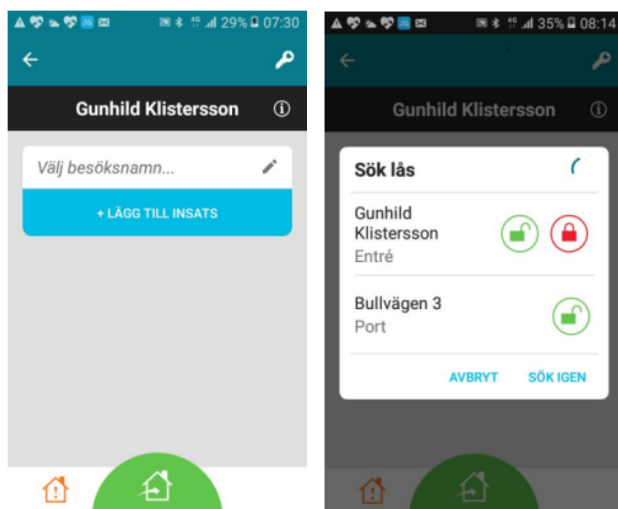 29% 07:30
Gunhild Klistersson
Välj besöksnamn...
+ LÄGG TILL INSATS
35% 08:14
Gunhild Klistersson
Sök lås
Gunhild
Klistersson
Entré
Bullvägen 3
Port
AVBRYT SÖK IGEN